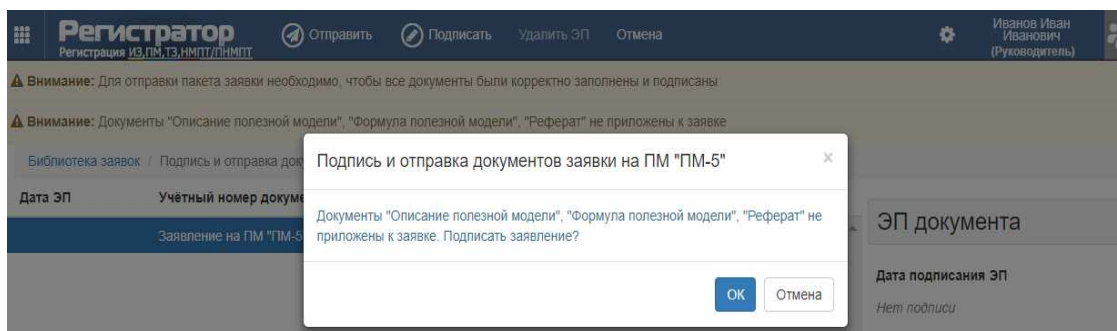 Регистратор
Регистрация ИЗ,ПМ,ТЗ,НМПТ/ПНМПТ
Отправить
Подписать
Удалить ЭП
Отмена
Иванов Иван
Иванович
(Руководитель)
Внимание: Для отправки пакета заявки необходимо, чтобы все документы были корректно заполнены и подписаны
Внимание: Документы "Описание полезной модели", "Формула полезной модели", "Реферат" не приложены к заявке
Библиотека заявок / Подпись и отправка док
Подпись и отправка документов заявки на ПМ "ПМ-5"
×
Дата ЭП
Учётный номер докуме
Документы "Описание полезной модели", "Формула полезной модели", "Реферат" не
приложены к заявке. Подписать заявление?
Заявление на ПМ "ПМ-5
ОК
Отмена
ЭП документа
Дата подписания ЭП
Нет подписи